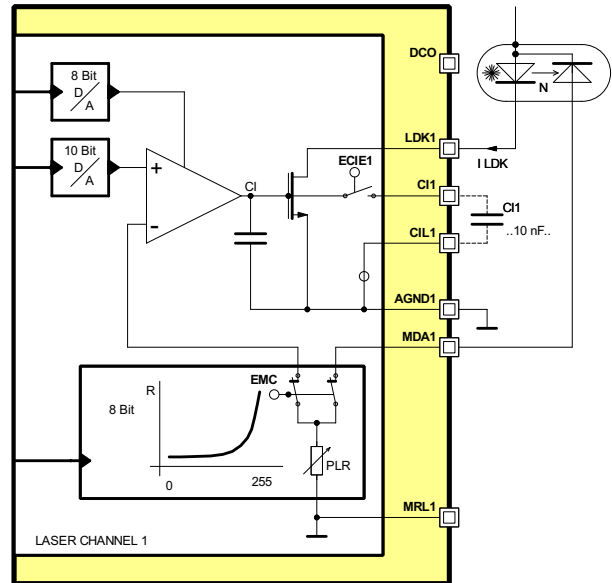 DCO
8 Bit
D/A
N
10 Bit
D/A
LDK1
I LDK
ECIE1
+
CI
CI1
CI1
..10 nF..
-
CIL1
AGND1
MDA1
EMC
R
8 Bit
PLR
0
255
MRL1
LASER CHANNEL 1